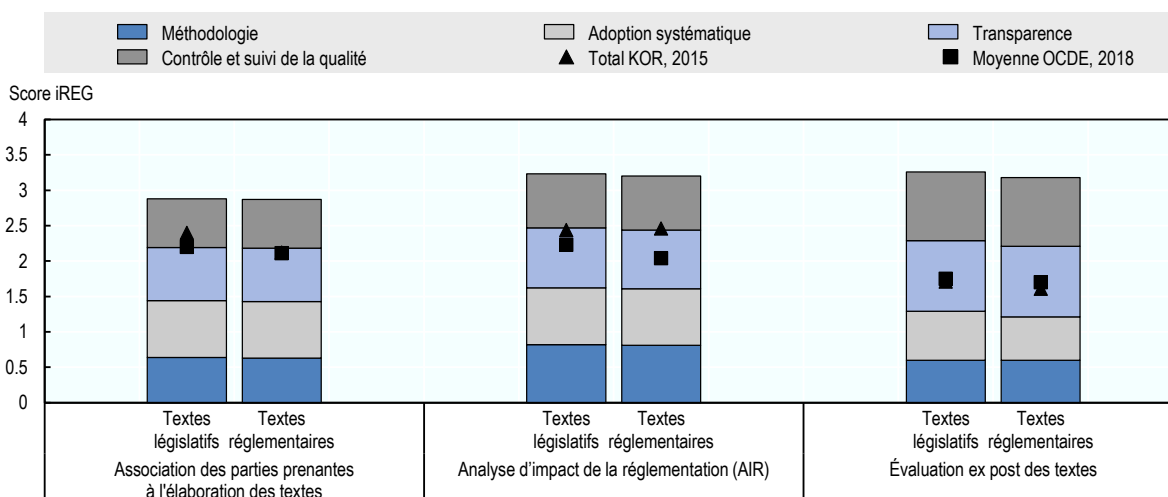 Méthodologie
Adoption systématique
Transparence
Contrôle et suivi de la qualité
Total KOR, 2015
Moyenne OCDE, 2018
Score iREG
4
3.5
3
2.5
2
1.5
1
0.5
0
Textes législatifs
Textes réglementaires
Textes législatifs
Textes réglementaires
Textes législatifs
Textes réglementaires
Association des parties prenantes
à l'élaboration des textes
Analyse d’impact de la réglementation (AIR)
Évaluation ex post des textes